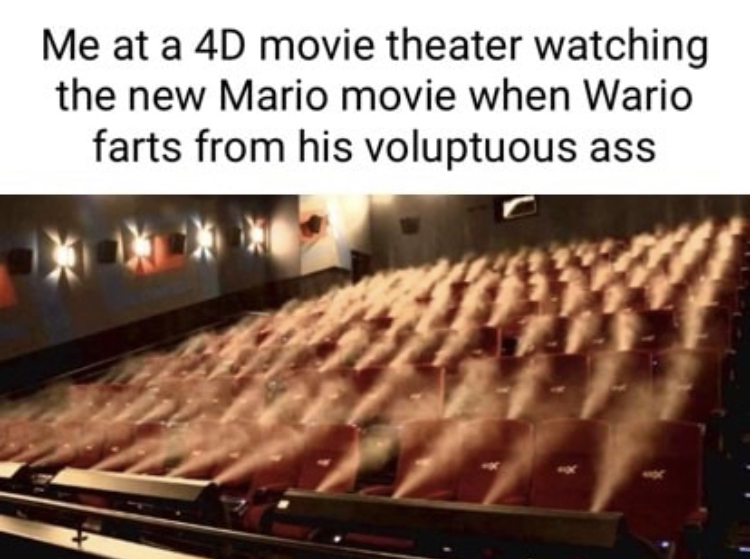 Me at a 4D movie theater watching
the new Mario movie when Wario
farts from his voluptuous ass